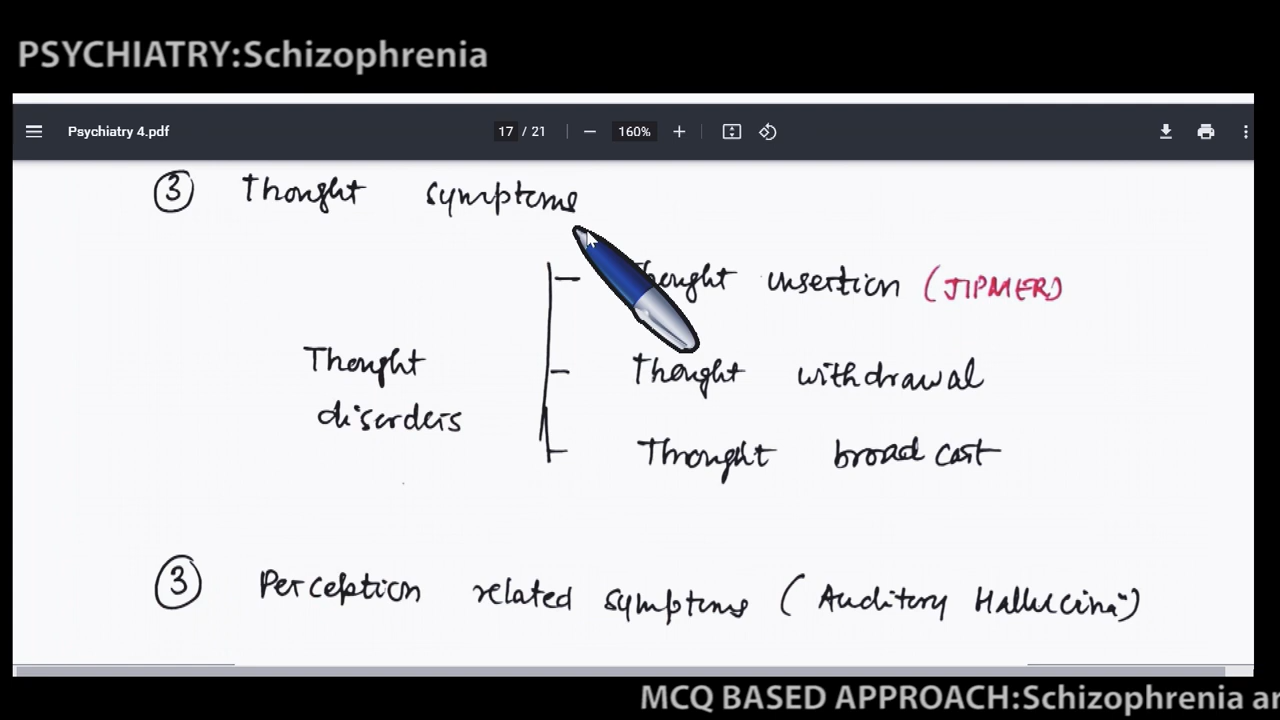 PSYCHIATRY:Schizophrenia
Psychiatry 4.pdf 17 / 21 160%
③ Thought symptoms
Thought insertion (JIPMER)
Thought disorders
Thought withdrawal
Thought broad cast
③ Perception related symptoms ( Auditory Hallucina")
MCQ BASED APPROACH:Schizophrenia ar